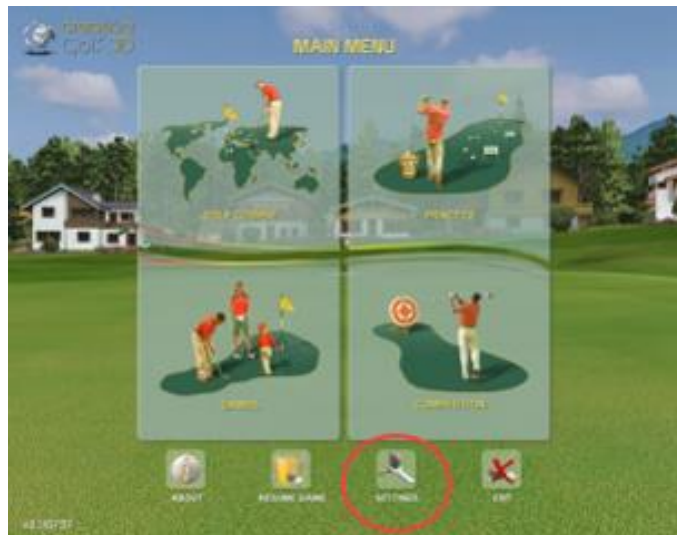 MAIN MENU
GOLF COURSE
PRACTICE
GAMES
COMPETITION
ABOUT
RESUME GAME
SETTINGS
EXIT